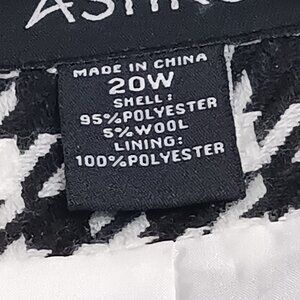 MADE IN CHINA
20W
SHELL:
95%POLYESTER
5%WOOL
LINING:
100%POLYESTER